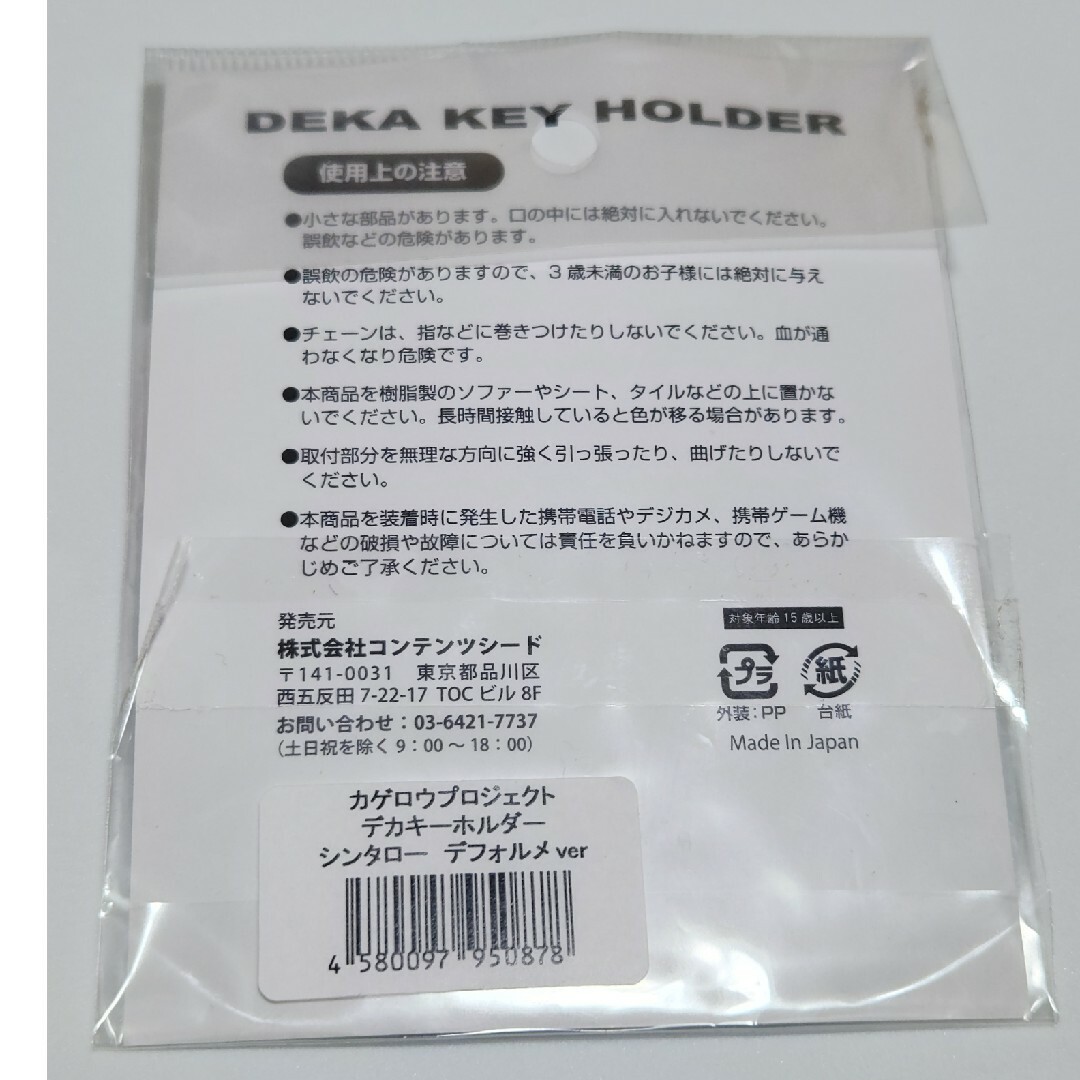 DEKA KEY HOLDER
使用上の注意
●小さな部品があります。口の中には絶対に入れないでください。
誤飲などの危険があります。
●誤飲の危険がありますので、3歳未満のお子様には絶対に与え
ないでください。
●チェーンは、指などに巻きつけたりしないでください。血が通
わなくなり危険です。
●本商品を樹脂製のソファーやシート、タイルなどの上に置かな
いでください。長時間接触していると色が移る場合があります。
●取付部分を無理な方向に強く引っ張ったり、曲げたりしないで
ください。
●本商品を装着時に発生した携帯電話やデジカメ、携帯ゲーム機
などの破損や故障については責任を負いかねますので、あらか
じめご了承ください。
発売元
株式会社コンテンツシード
〒141-0031 東京都品川区
西五反田 7-22-17 TOC ビル 8F
お問い合わせ：03-6421-7737
（土日祝を除く 9：00 〜 18：00）
対象年齢15歳以上
プラ 紙
外装：PP 台紙
Made In Japan
カゲロウプロジェクト
デカキーホルダー
シンタロー デフォルメ ver
4 580097 950878